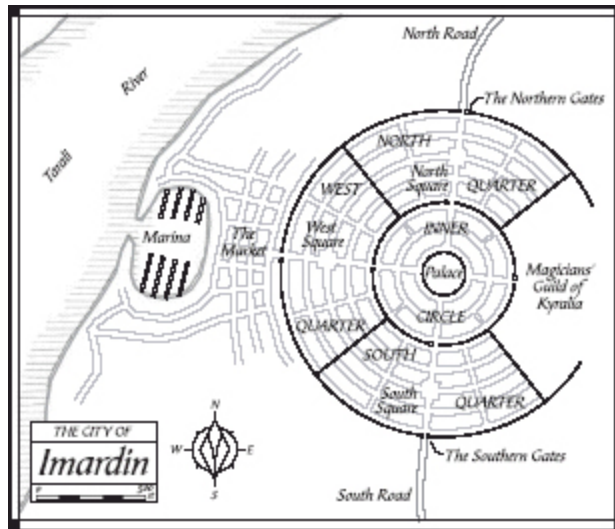 North Road
The Northern Gates
River
Tarali
NORTH
North
Square
QUARTER
WEST
West
Square
The
Market
Marina
INNER
Palace
CIRCLE
Magicians'
Guild of
Kyralia
QUARTER
SOUTH
South
Square
QUARTER
The Southern Gates
South Road
N
W
E
S
THE CITY OF
Imardin